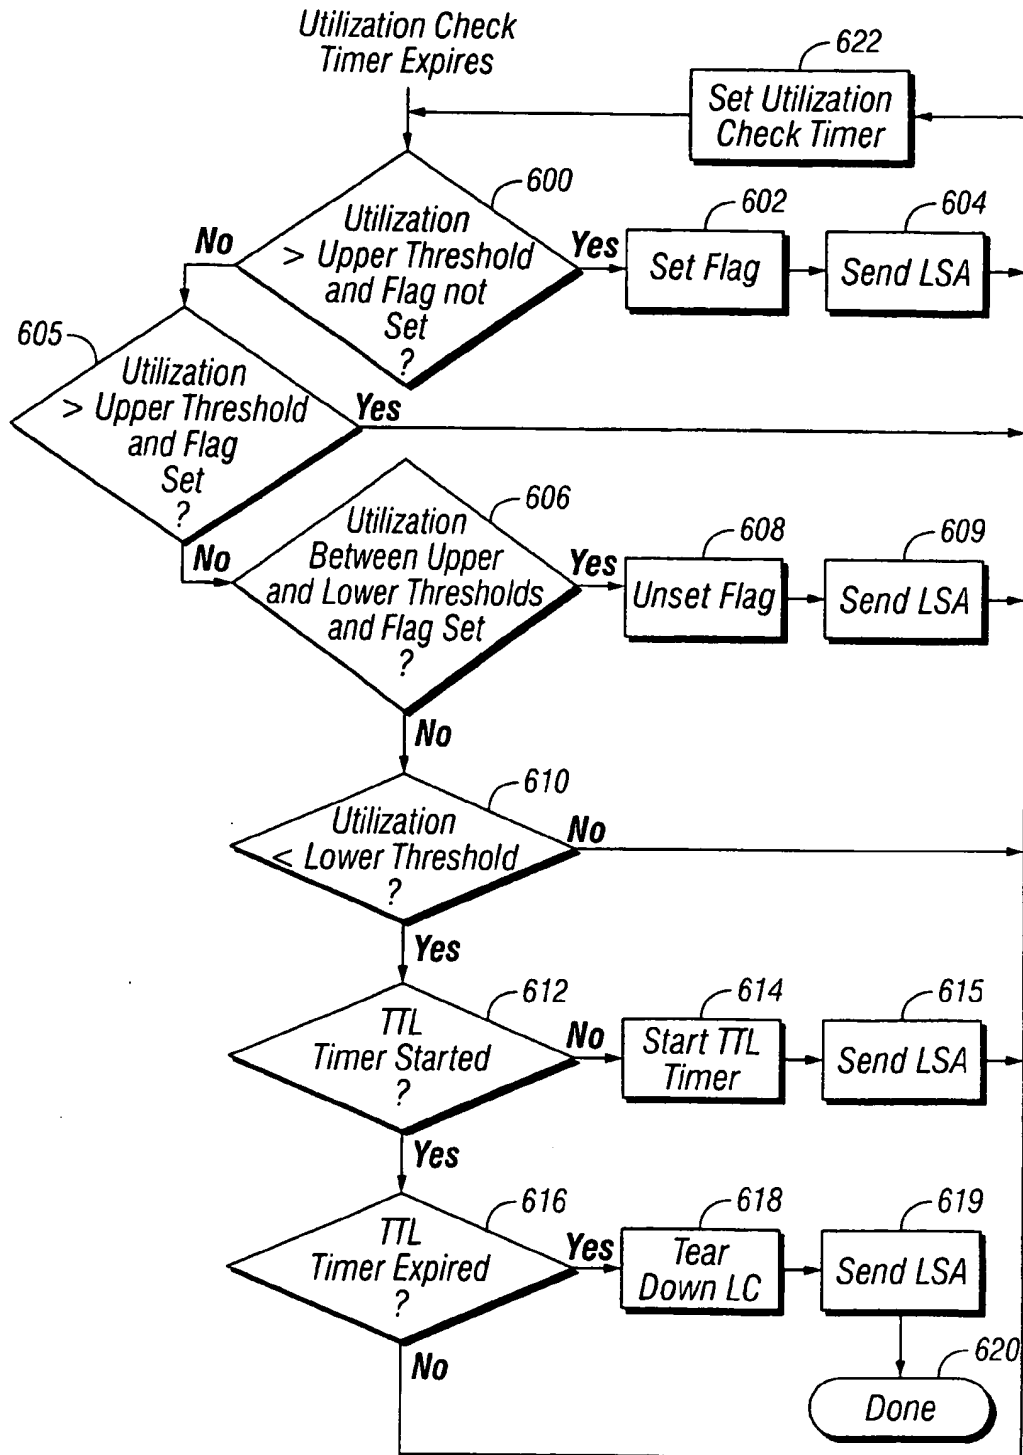 Utilization Check
Timer Expires
622
Set Utilization
Check Timer
600
Utilization
> Upper Threshold
and Flag not
Set
?
No
Yes
602
Set Flag
604
Send LSA
605
Utilization
> Upper Threshold
and Flag
Set
?
Yes
No
606
Utilization
Between Upper
and Lower Thresholds
and Flag Set
?
Yes
608
Unset Flag
609
Send LSA
No
610
Utilization
< Lower Threshold
?
No
Yes
612
TTL
Timer Started
?
No
614
Start TTL
Timer
615
Send LSA
Yes
616
TTL
Timer Expired
?
Yes
618
Tear
Down LC
619
Send LSA
No
620
Done